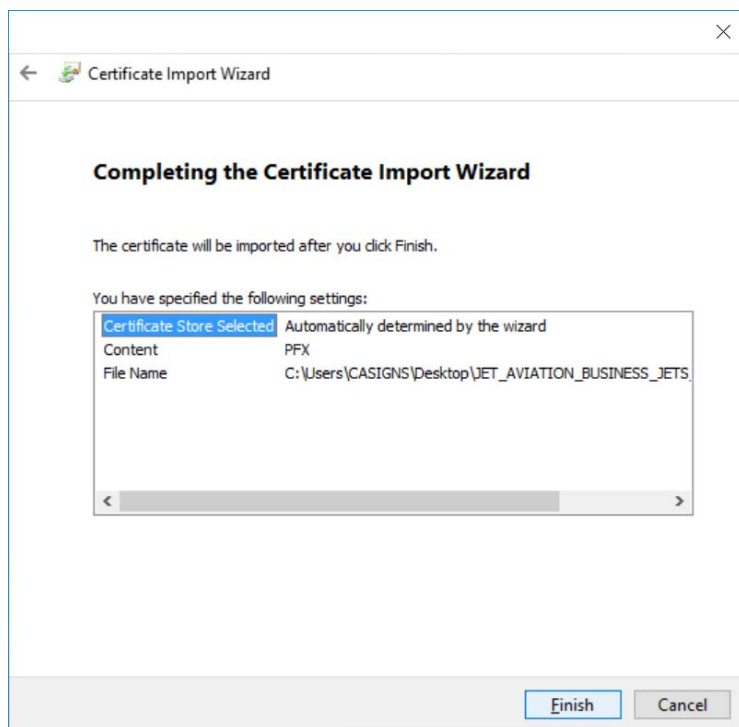 Certificate Import Wizard
Completing the Certificate Import Wizard
The certificate will be imported after you click Finish.
You have specified the following settings:
Certificate Store Selected Automatically determined by the wizard
Content PFX
File Name C:\Users\CASIGNS\Desktop\JET_AVIATION_BUSINESS_JETS_
Finish Cancel